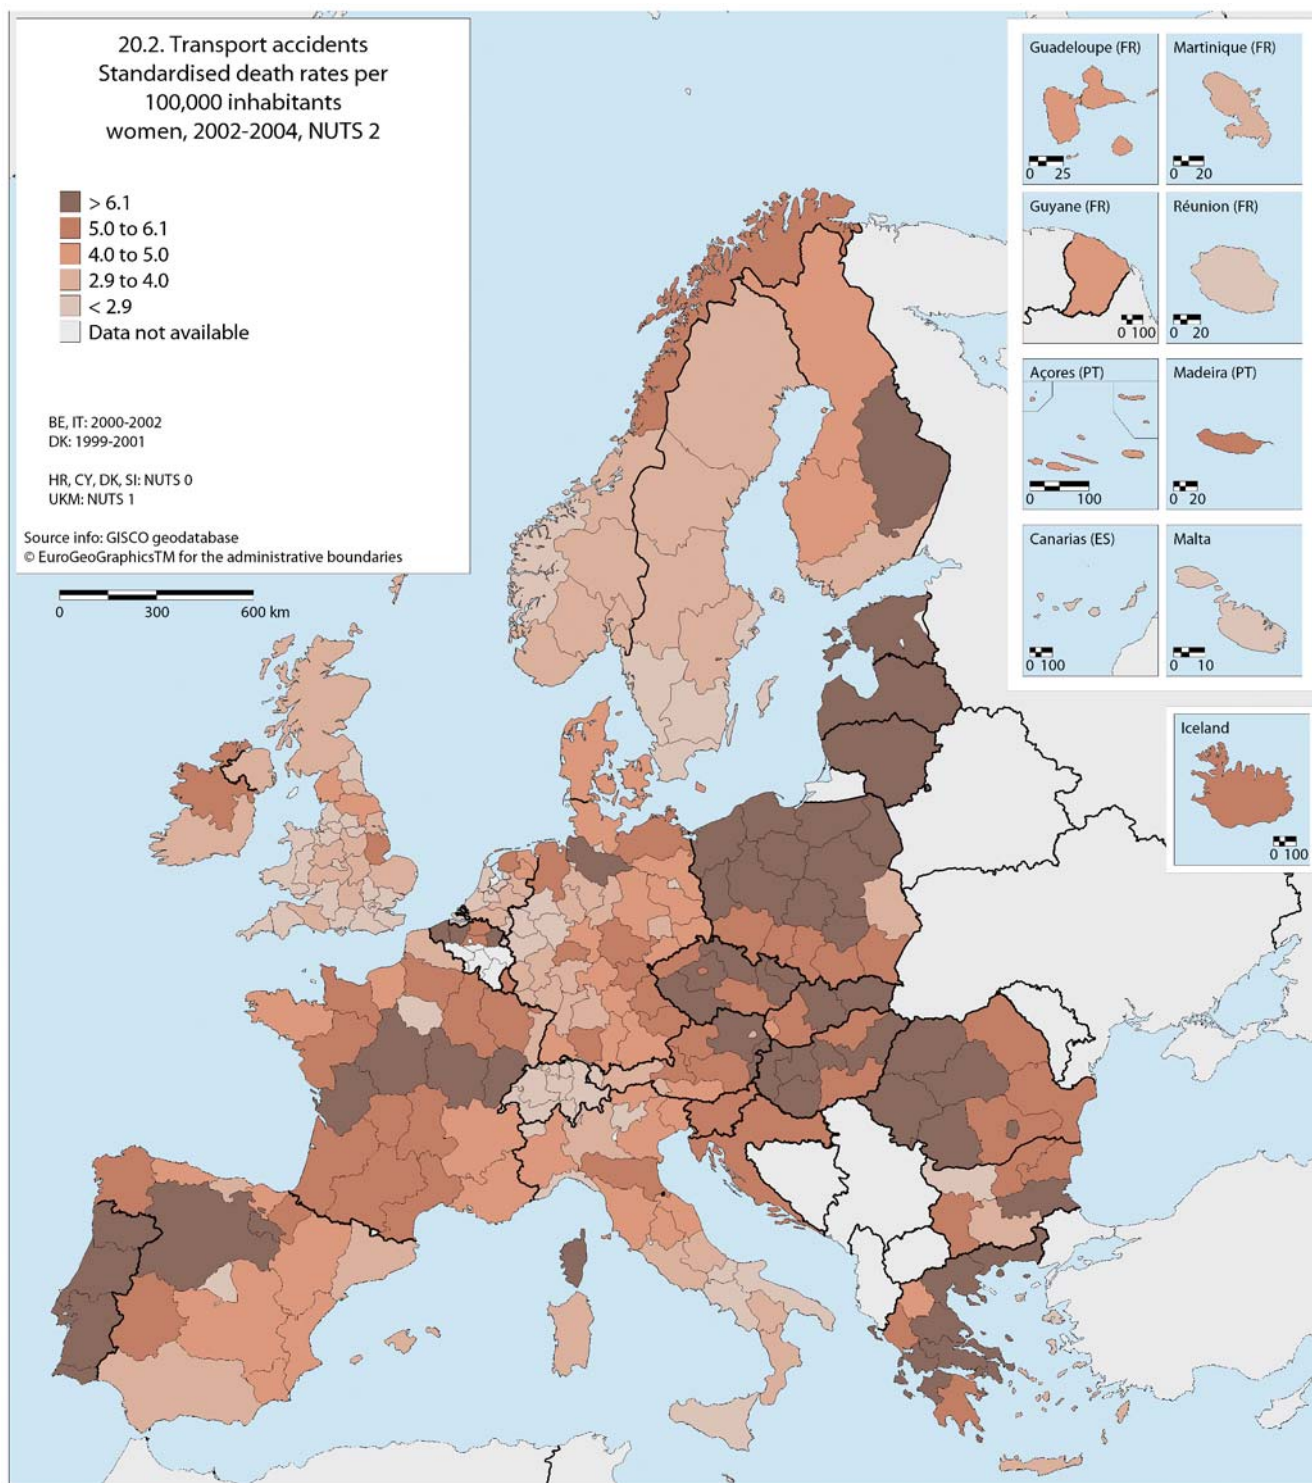 20.2. Transport accidents
Standardised death rates per
100,000 inhabitants
women, 2002-2004, NUTS 2
> 6.1
5.0 to 6.1
4.0 to 5.0
2.9 to 4.0
< 2.9
Data not available
BE, IT: 2000-2002
DK: 1999-2001
HR, CY, DK, SI: NUTS 0
UKM: NUTS 1
Source info: GISCO geodatabase
© EuroGeoGraphicsTM for the administrative boundaries
0 300 600 km
Guadeloupe (FR)
0 25
Martinique (FR)
0 20
Guyane (FR)
0 100
Réunion (FR)
0 20
Açores (PT)
0 100
Madeira (PT)
0 20
Canarias (ES)
0 100
Malta
0 10
Iceland
0 100